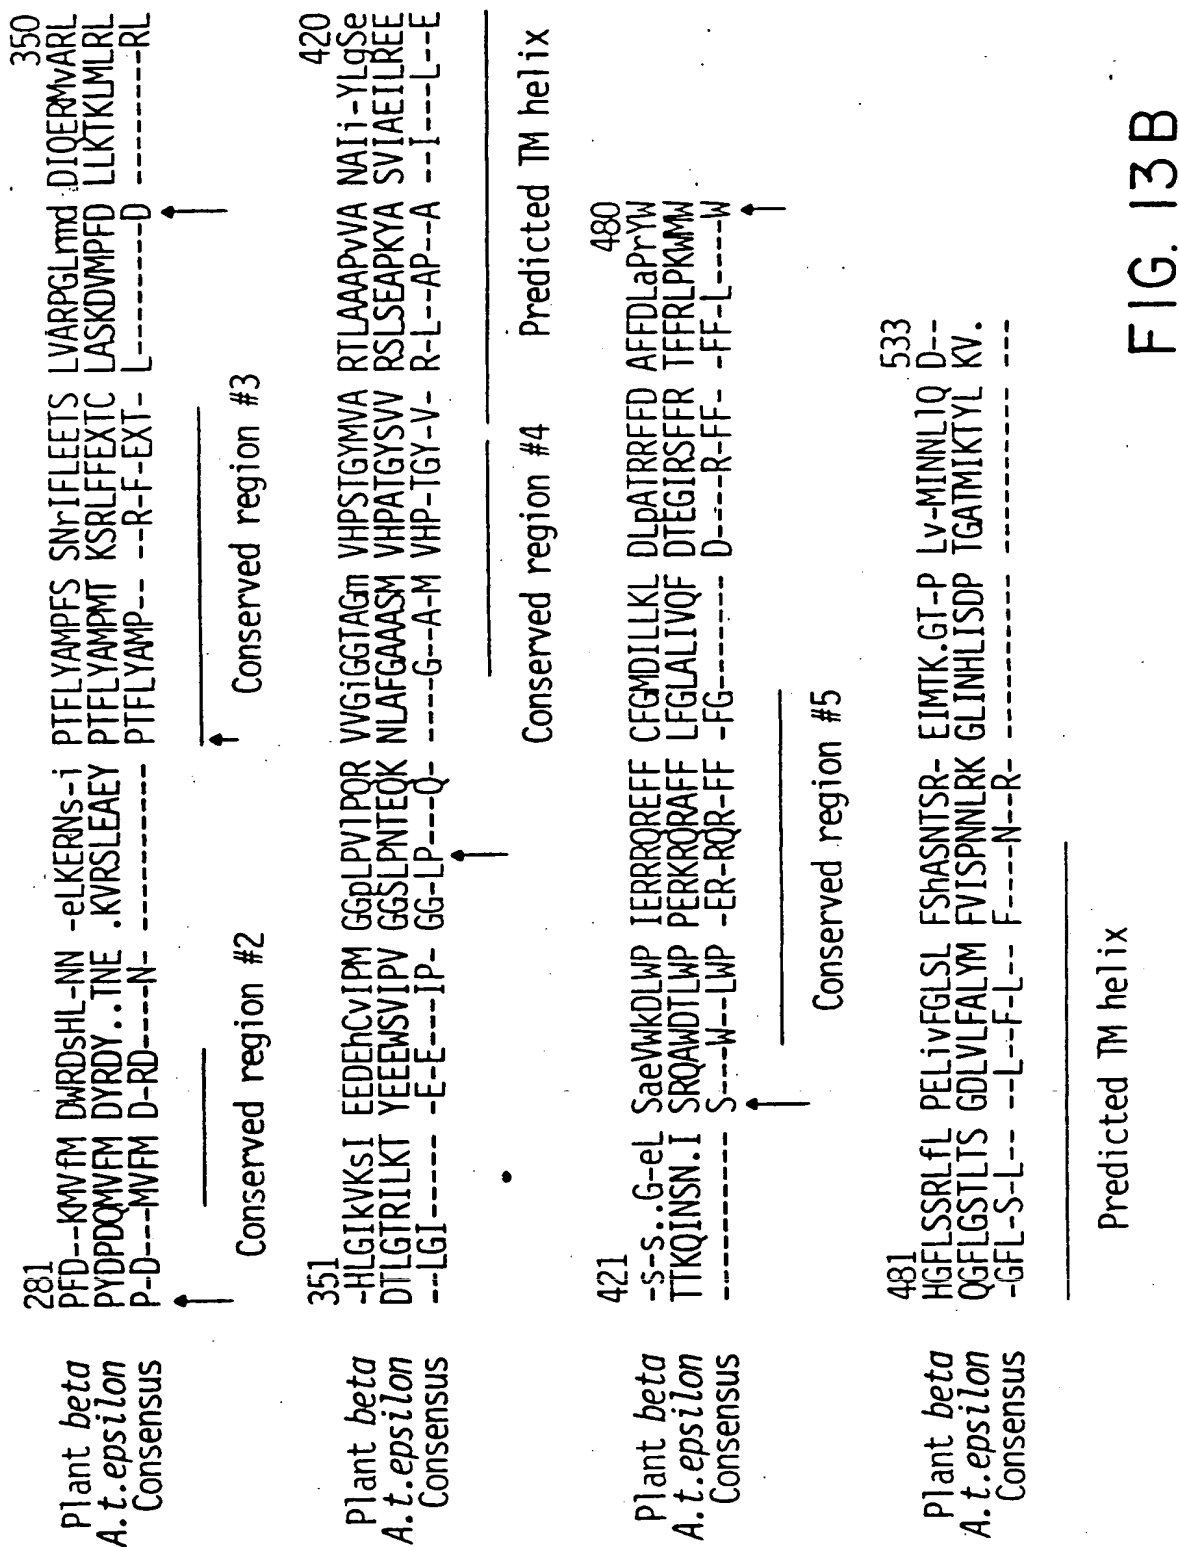 281 350
Plant beta PFD--KMVfM DWRDsHL-NN -eLKERNs-i PTFLYAMPFS SNrIFLEETS LVARPGLrmd DIQERMvARL
A.t.epsilon PYDPDQMVFM DYRDY..TNE .KVRSLEAEY PTFLYAMPMT KSRLFFEXTC LASKDVMPFD LLKTKLMLRL
Consensus P-D---MVFM D-RD----N- ---------- PTFLYAMP-- --R-F-EXT- L--------D --------RL
Conserved region #2 Conserved region #3
351 420
Plant beta -HLGIKVKsI EEDEhCvIPM GGpLPVlPQR VVGiGGTAGm VHPSTGYMVA RTLAAAPVVA NAIi-YLgSe
A.t.epsilon DTLGTRILKT YEEEWSVIPV GGSLPNTEQK NLAFGAAASM VHPATGYSVV RSLSEAPKYA SVIAEILREE
Consensus --LGI----- -E-E---IP- GG-LP---Q- ----G--A-M VHP-TGY-V- R-L--AP--A --I---L--E
Conserved region #4 Predicted TM helix
421 480
Plant beta -s-s..G-eL SaeVWKDLWP IERRRQREFF CFGMDILLKL DLpATRRFFD AFFDLaPrYW
A.t.epsilon TTKQINSN.I SRQAWDTLWP PERKRQRAFF LFGLALIVQF DTEGIRSFFR TFFRLPKWMW
Consensus ---------- S---W--LWP -ER-RQR-FF -FG------- D----R-FF- -FF-L----W
Conserved region #5
481 533
Plant beta HGFLSSRLfL PELivFGLSL FShASNTSR- EIMTK.GT-P Lv-MINNLlQ D--
A.t.epsilon QGFLGSTLTS GDLVLFALYM FVISPNNLRK GLINHLISDP TGATMIKTYL KV.
Consensus -GFL-S-L-- --L--F-L-- F----N--R- ---------- ---------- ---
Predicted TM helix
FIG. 13B